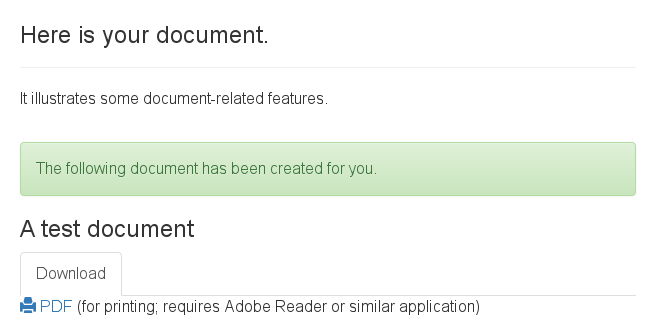 Here is your document.
It illustrates some document-related features.
The following document has been created for you.
A test document
Download
PDF (for printing; requires Adobe Reader or similar application)